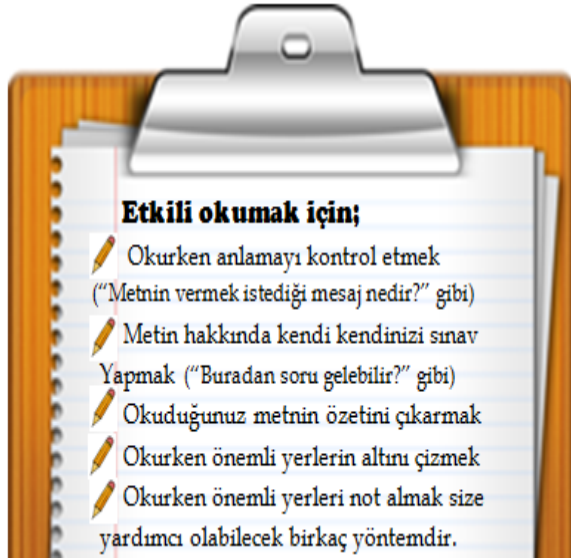 Etkili okumak için;
Okurken anlamayı kontrol etmek
("Metnin vermek istediği mesaj nedir?" gibi)
Metin hakkında kendi kendinizi sınav
Yapmak ("Buradan soru gelebilir?" gibi)
Okuduğunuz metnin özetini çıkarmak
Okurken önemli yerlerin altını çizmek
Okurken önemli yerleri not almak size
yardımcı olabilecek birkaç yöntemdir.